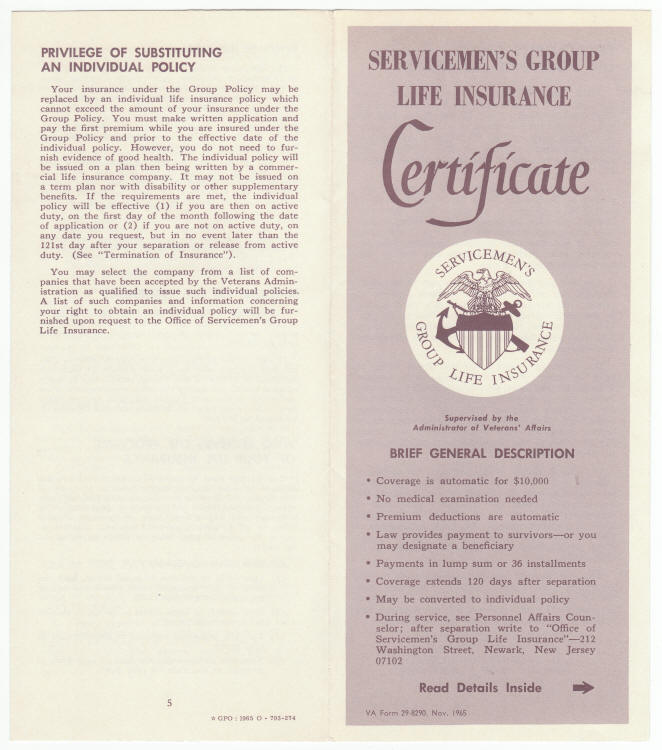 PRIVILEGE OF SUBSTITUTING
AN INDIVIDUAL POLICY
Your insurance under the Group Policy may be
replaced by an individual life insurance policy which
cannot exceed the amount of your insurance under the
Group Policy. You must make written application and
pay the first premium while you are insured under the
Group Policy and prior to the effective date of the
individual policy. However, you do not need to fur-
nish evidence of good health. The individual policy will
be issued on a plan then being written by a commer-
cial life insurance company. It may not be issued on
a term plan nor with disability or other supplementary
benefits. If the requirements are met, the individual
policy will be effective (1) if you are then on active
duty, on the first day of the month following the date
of application or (2) if you are not on active duty, on
any date you request, but in no event later than the
121st day after your separation or release from active
duty. (See "Termination of Insurance").
You may select the company from a list of com-
panies that have been accepted by the Veterans Admin-
istration as qualified to issue such individual policies.
A list of such companies and information concerning
your right to obtain an individual policy will be fur-
nished upon request to the Office of Servicemen's Group
Life Insurance.
5
☆ GPO : 1965 O - 793-274
SERVICEMEN'S GROUP
LIFE INSURANCE
Certificate
SERVICEMEN'S
GROUP LIFE INSURANCE
Supervised by the
Administrator of Veterans' Affairs
BRIEF GENERAL DESCRIPTION
• Coverage is automatic for $10,000
• No medical examination needed
• Premium deductions are automatic
• Law provides payment to survivors—or you
may designate a beneficiary
• Payments in lump sum or 36 installments
• Coverage extends 120 days after separation
• May be converted to individual policy
• During service, see Personnel Affairs Coun-
selor; after separation write to "Office of
Servicemen's Group Life Insurance"—212
Washington Street, Newark, New Jersey
07102
Read Details Inside
VA Form 29-8290, Nov. 1965